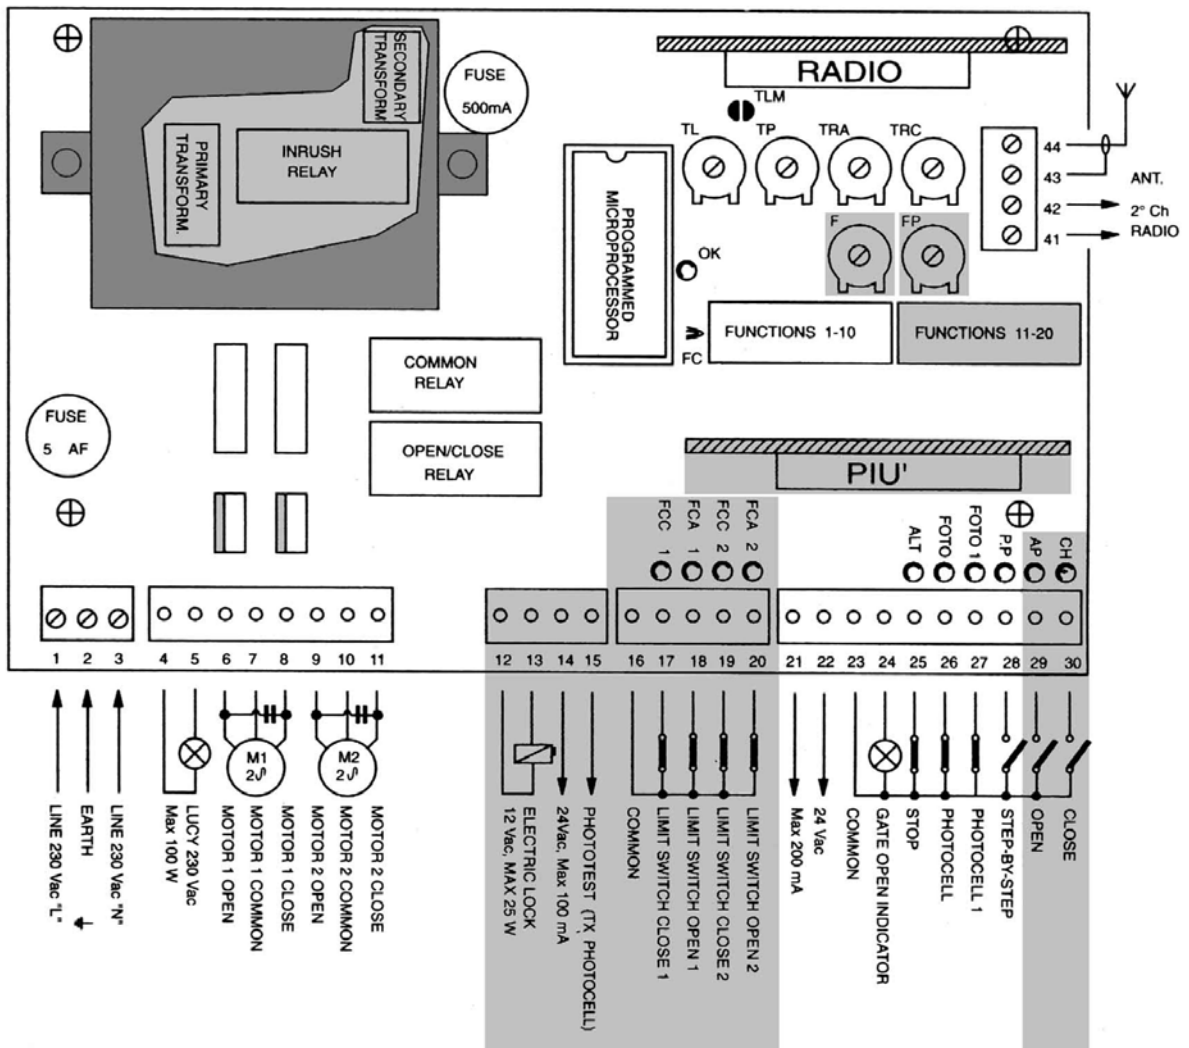 SECONDARY
TRANSFORM.
FUSE
500mA
PRIMARY
TRANSFORM.
INRUSH
RELAY
RADIO
TLM
TL
TP
TRA
TRC
44
43
42
41
ANT.
2° Ch
RADIO
F
FP
PROGRAMMED
MICROPROCESSOR
OK
FC
FUNCTIONS 1-10
FUNCTIONS 11-20
COMMON
RELAY
OPEN/CLOSE
RELAY
FUSE
5 AF
PIU'
FCC 1
FCA 1
FCC 2
FCA 2
ALT
FOTO
FOTO 1
P.P
AP
CH
1
2
3
4
5
6
7
8
9
10
11
12
13
14
15
16
17
18
19
20
21
22
23
24
25
26
27
28
29
30
M1
2
M2
2
LINE 230 Vac "L"
EARTH
LINE 230 Vac "N"
LUCY 230 Vac
Max 100 W
MOTOR 1 OPEN
MOTOR 1 COMMON
MOTOR 1 CLOSE
MOTOR 2 OPEN
MOTOR 2 COMMON
MOTOR 2 CLOSE
ELECTRIC LOCK
12 Vac, MAX 25 W
24Vac, Max 100 mA
PHOTOTEST (TX PHOTOCELL)
COMMON
LIMIT SWITCH CLOSE 1
LIMIT SWITCH OPEN 1
LIMIT SWITCH CLOSE 2
LIMIT SWITCH OPEN 2
24 Vac
Max 200 mA
COMMON
GATE OPEN INDICATOR
STOP
PHOTOCELL
PHOTOCELL 1
STEP-BY-STEP
OPEN
CLOSE